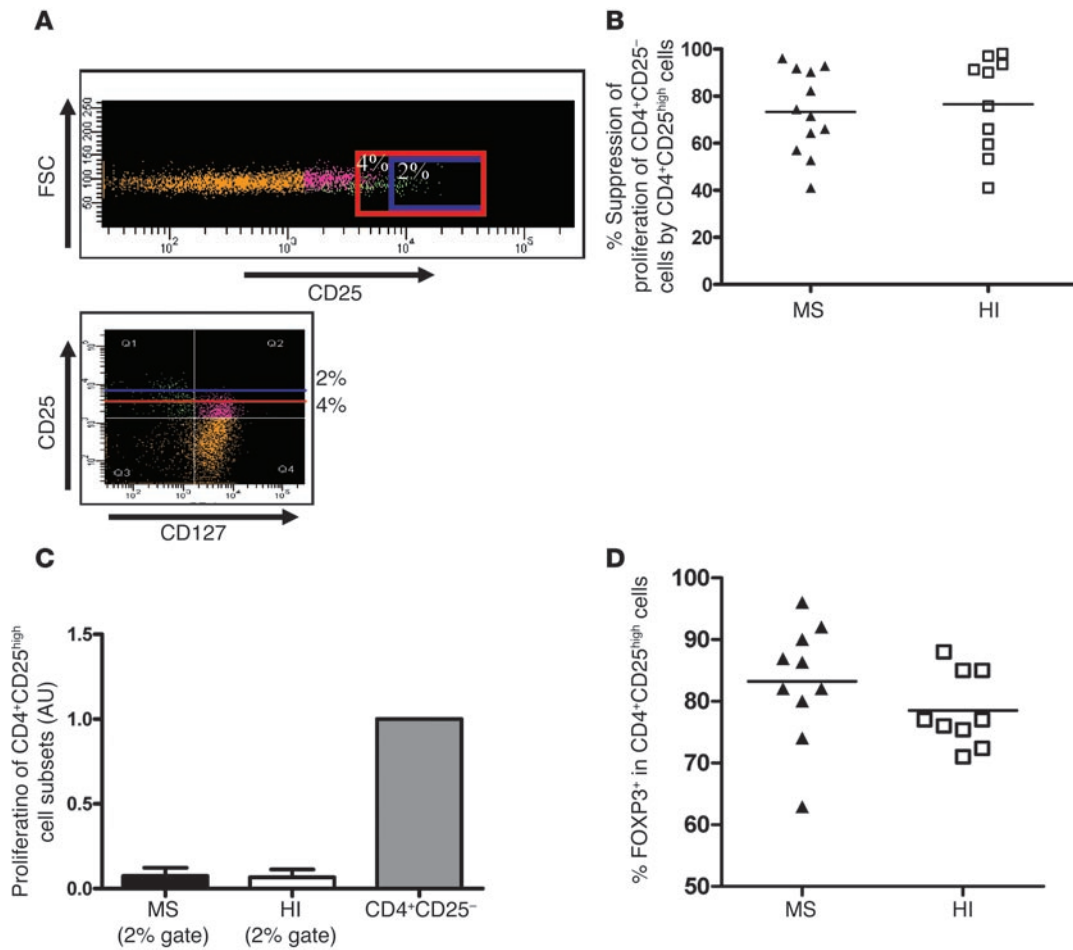 A
FSC
250
200
150
100
50
4%
2%
10²
10³
10⁴
10⁵
CD25
CD25
Q1
Q2
2%
4%
Q3
Q4
10²
10³
10⁴
10⁵
CD127
B
% Suppression of
proliferation of CD4⁺CD25⁻
cells by CD4⁺CD25ʰⁱᵍʰ cells
100
80
60
40
20
0
MS
HI
C
Proliferatino of CD4⁺CD25ʰⁱᵍʰ
cell subsets (AU)
1.5
1.0
0.5
0.0
MS
(2% gate)
HI
(2% gate)
CD4⁺CD25⁻
D
% FOXP3⁺ in CD4⁺CD25ʰⁱᵍʰ cells
100
90
80
70
60
50
MS
HI